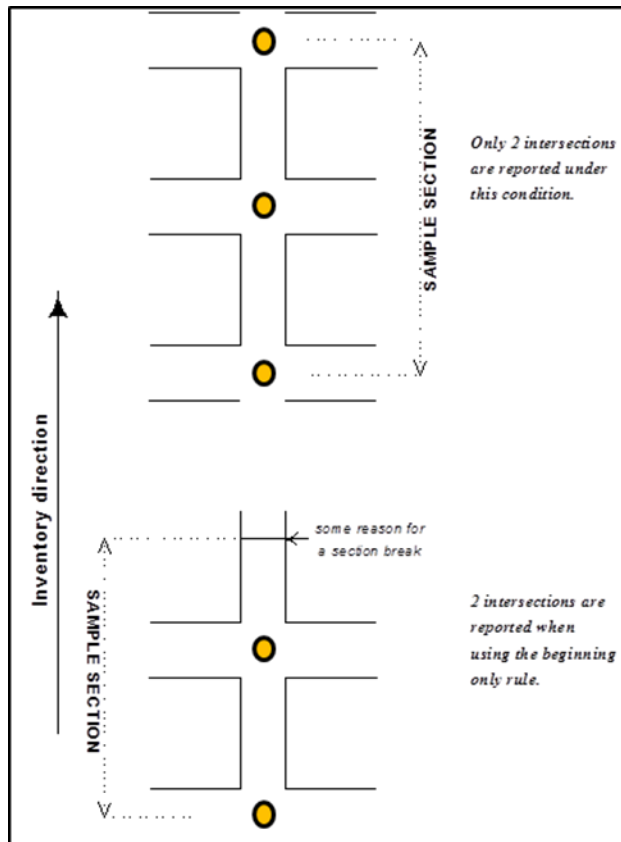 Only 2 intersections
are reported under
this condition.
SAMPLE SECTION
Inventory direction
some reason for
a section break
SAMPLE SECTION
2 intersections are
reported when
using the beginning
only rule.